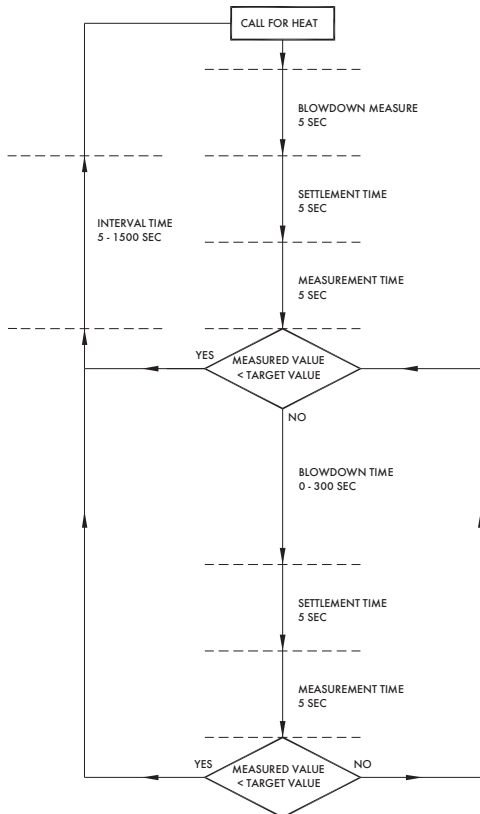 CALL FOR HEAT
BLOWDOWN MEASURE
5 SEC
SETTLEMENT TIME
5 SEC
INTERVAL TIME
5 - 1500 SEC
MEASUREMENT TIME
5 SEC
YES
MEASURED VALUE
< TARGET VALUE
NO
BLOWDOWN TIME
0 - 300 SEC
SETTLEMENT TIME
5 SEC
MEASUREMENT TIME
5 SEC
YES
MEASURED VALUE
< TARGET VALUE
NO